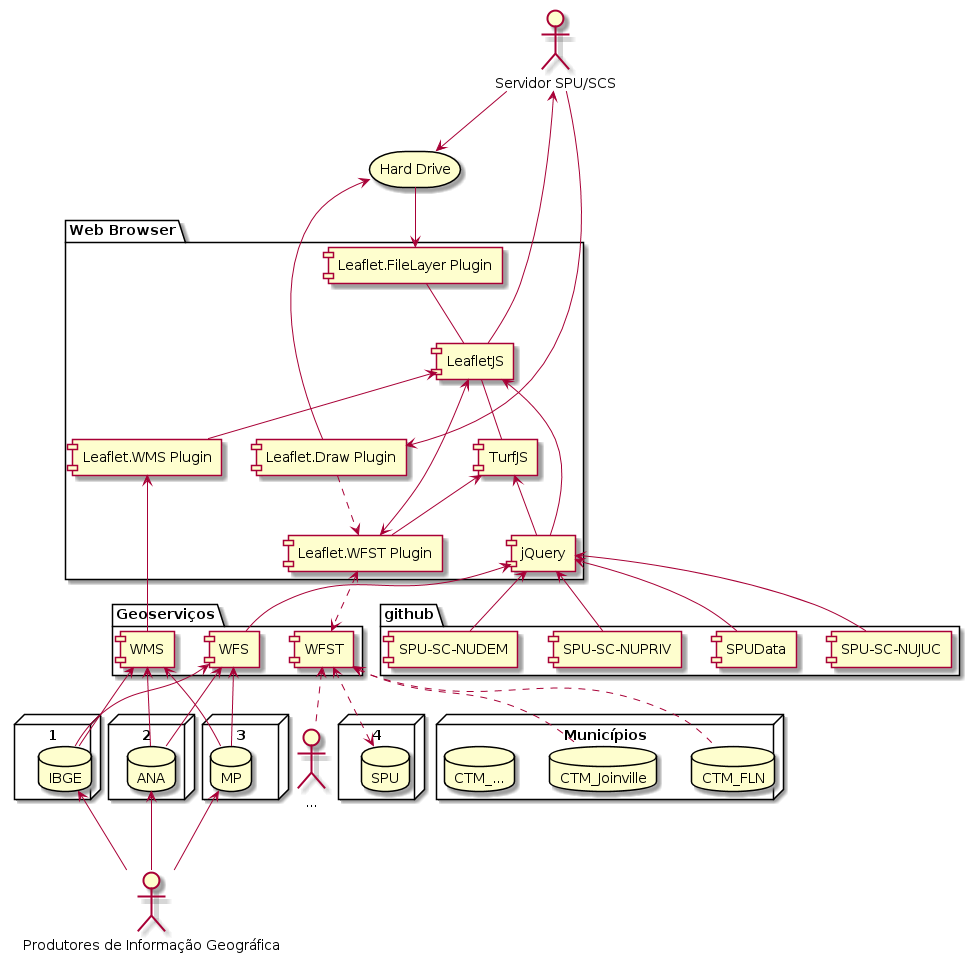 Servidor SPU/SCS
Hard Drive
Web Browser
Leaflet.FileLayer Plugin
LeafletJS
Leaflet.WMS Plugin
Leaflet.Draw Plugin
TurfJS
Leaflet.WFST Plugin
jQuery
Geoserviços
github
WMS
WFS
WFST
SPU-SC-NUDEM
SPU-SC-NUPRIV
SPUData
SPU-SC-NUJUC
1
2
3
4
Municípios
IBGE
ANA
MP
...
SPU
CTM_...
CTM_Joinville
CTM_FLN
Produtores de Informação Geográfica